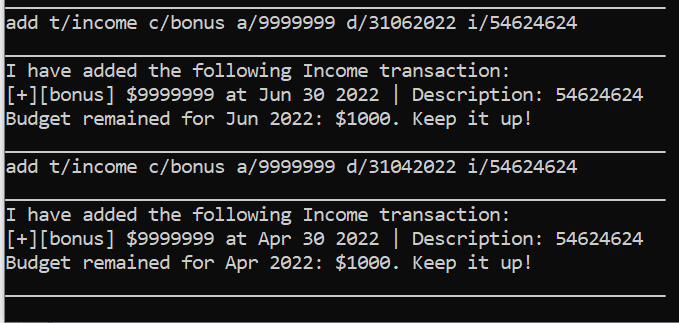 add t/income c/bonus a/9999999 d/31062022 i/54624624
I have added the following Income transaction:
[+][bonus] $9999999 at Jun 30 2022 | Description: 54624624
Budget remained for Jun 2022: $1000. Keep it up!
add t/income c/bonus a/9999999 d/31042022 i/54624624
I have added the following Income transaction:
[+][bonus] $9999999 at Apr 30 2022 | Description: 54624624
Budget remained for Apr 2022: $1000. Keep it up!